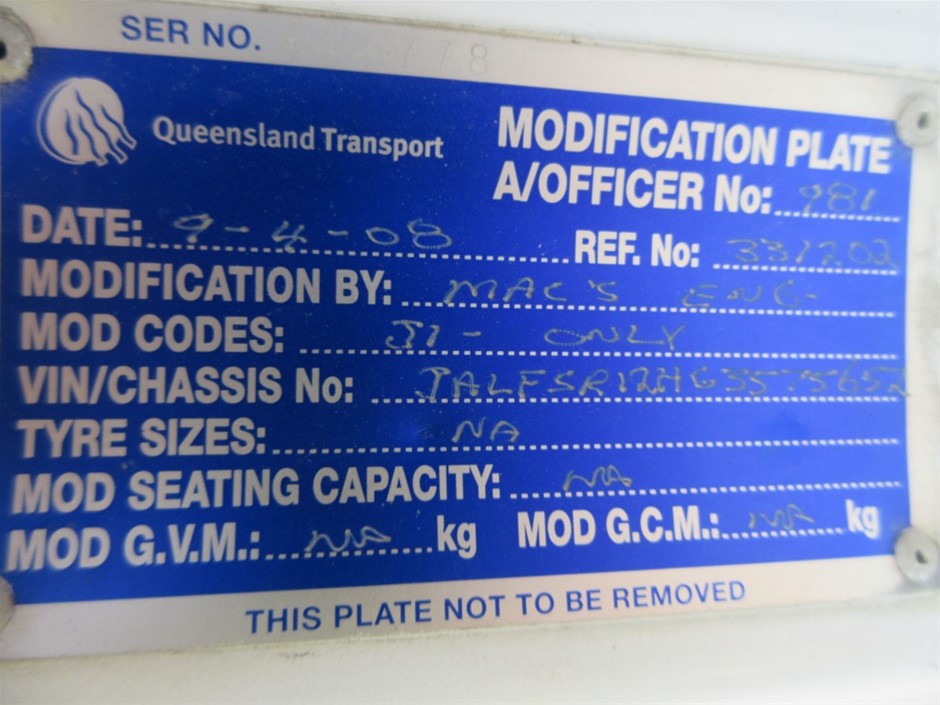 SER NO. 778
Queensland Transport
MODIFICATION PLATE
A/OFFICER No: 981
DATE: 9-4-08 REF. No: 331202
MODIFICATION BY: MAC'S ENG.
MOD CODES: J1- ONLY
VIN/CHASSIS No:
TYRE SIZES: NA
MOD SEATING CAPACITY: NA
MOD G.V.M.: NA kg MOD G.C.M.: NA kg
THIS PLATE NOT TO BE REMOVED